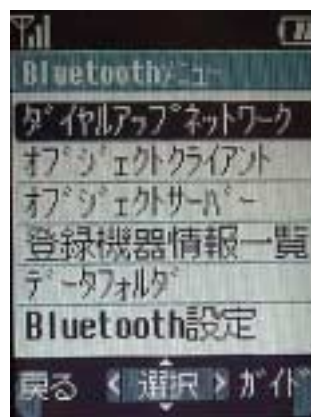 Bluetoothﾒﾆｭｰ
ﾀﾞｲﾔﾙｱｯﾌﾟﾈｯﾄﾜｰｸ
ｵﾌﾞｼﾞｪｸﾄｸﾗｲｱﾝﾄ
ｵﾌﾞｼﾞｪｸﾄｻｰﾊﾞｰ
登録機器情報一覧
ﾃﾞｰﾀﾌｫﾙﾀﾞ
Bluetooth設定
戻る 選択 ｶﾞｲﾄﾞ